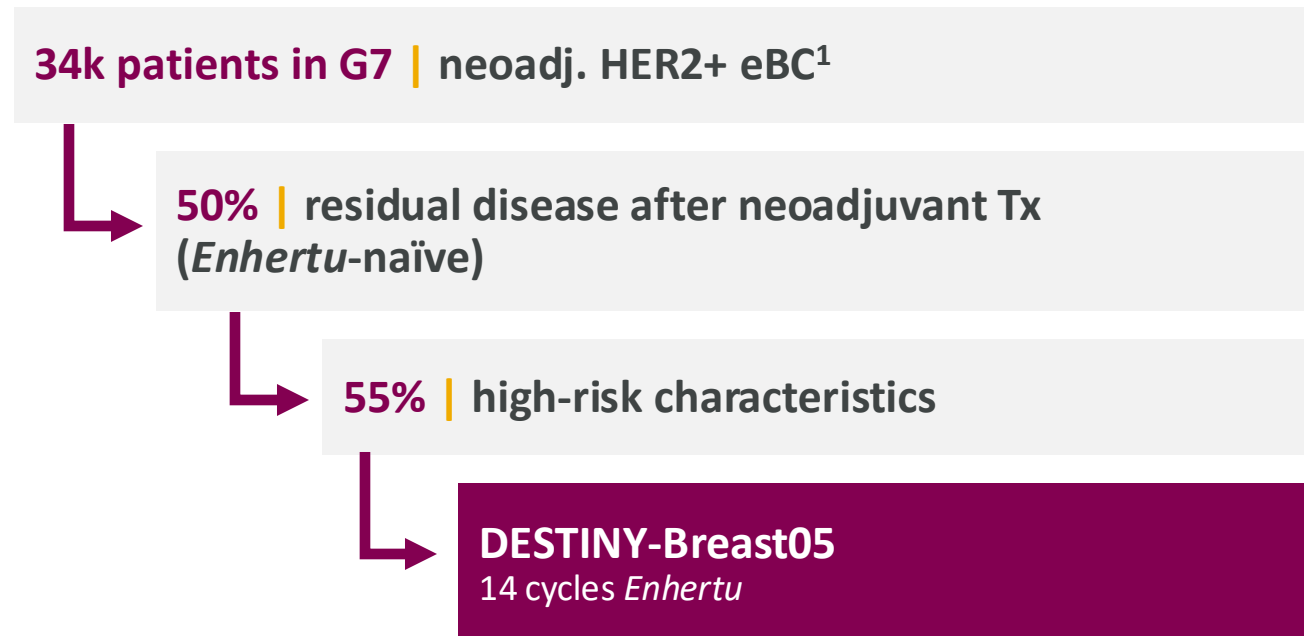 34k patients in G7 | neoadj. HER2+ eBC¹
50% | residual disease after neoadjuvant Tx
(Enhertu-naïve)
55% | high-risk characteristics
DESTINY-Breast05
14 cycles Enhertu